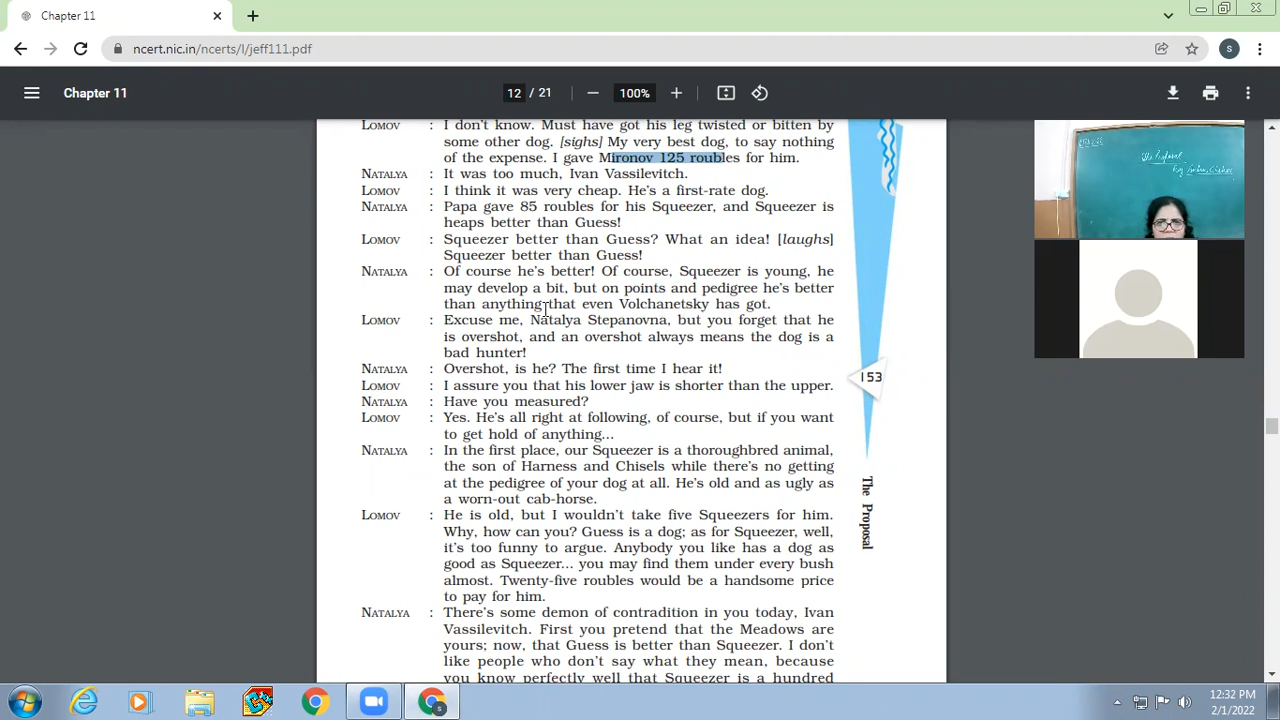 Chapter 11
ncert.nic.in/ncerts/l/jeff111.pdf
S
Chapter 11
12 / 21
100%
LOMOV : I don't know. Must have got his leg twisted or bitten by
some other dog. [sighs] My very best dog, to say nothing
of the expense. I gave Mironov 125 roubles for him.
NATALYA : It was too much, Ivan Vassilevitch.
LOMOV : I think it was very cheap. He's a first-rate dog.
NATALYA : Papa gave 85 roubles for his Squeezer, and Squeezer is
heaps better than Guess!
LOMOV : Squeezer better than Guess? What an idea! [laughs]
Squeezer better than Guess!
NATALYA : Of course he's better! Of course, Squeezer is young, he
may develop a bit, but on points and pedigree he's better
than anything that even Volchanetsky has got.
LOMOV : Excuse me, Natalya Stepanovna, but you forget that he
is overshot, and an overshot always means the dog is a
bad hunter!
NATALYA : Overshot, is he? The first time I hear it!
LOMOV : I assure you that his lower jaw is shorter than the upper.
NATALYA : Have you measured?
LOMOV : Yes. He's all right at following, of course, but if you want
to get hold of anything...
NATALYA : In the first place, our Squeezer is a thoroughbred animal,
the son of Harness and Chisels while there's no getting
at the pedigree of your dog at all. He's old and as ugly as
a worn-out cab-horse.
LOMOV : He is old, but I wouldn't take five Squeezers for him.
Why, how can you? Guess is a dog; as for Squeezer, well,
it's too funny to argue. Anybody you like has a dog as
good as Squeezer... you may find them under every bush
almost. Twenty-five roubles would be a handsome price
to pay for him.
NATALYA : There's some demon of contradiction in you today, Ivan
Vassilevitch. First you pretend that the Meadows are
yours; now, that Guess is better than Squeezer. I don't
like people who don't say what they mean, because
you know perfectly well that Squeezer is a hundred
153
The Proposal
The Proposal
by
12:32 PM
2/1/2022